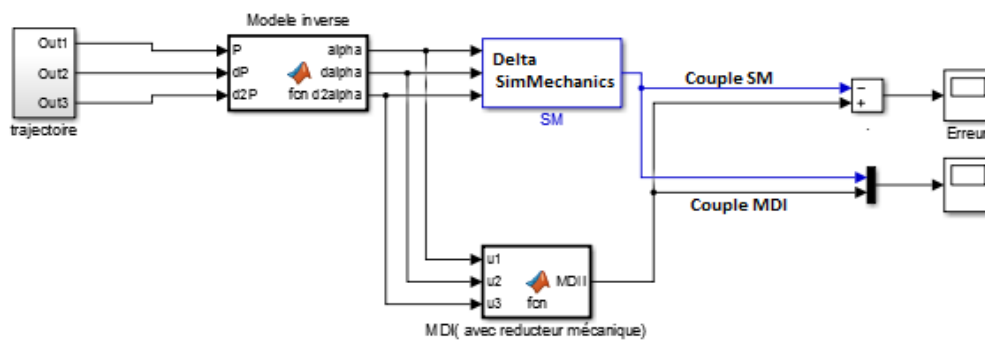 Modele inverse
Out1
Out2
Out3
trajectoire
P
dP
d2P
fcn
alpha
dalpha
d2alpha
Delta
SimMechanics
SM
Couple SM
−
+
.
Erreur
Couple MDI
u1
u2
u3
fcn
MDII
MDI( avec reducteur mécanique)